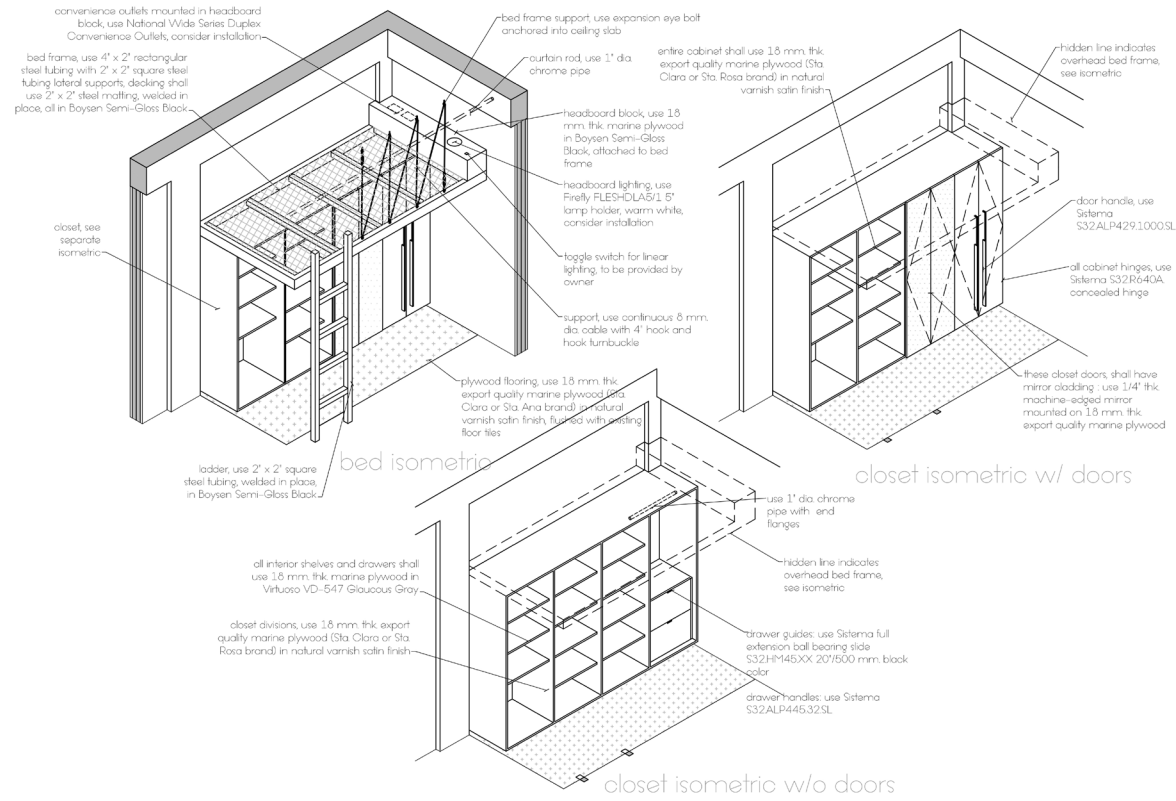 convenience outlets mounted in headboard
block, use National Wide Series Duplex
Convenience Outlets, consider installation
bed frame, use 4" x 2" rectangular
steel tubing with 2" x 2" square steel
tubing lateral supports, decking shall
use 2" x 2" steel matting, welded in
place, all in Boysen Semi-Gloss Black
closet, see
separate
isometric
bed frame support, use expansion eye bolt
anchored into ceiling slab
curtain rod, use 1" dia.
chrome pipe
headboard block, use 18
mm. thk. marine plywood
in Boysen Semi-Gloss
Black, attached to bed
frame
headboard lighting, use
Firefly FLESHDLA5/1 5"
lamp holder, warm white,
consider installation
toggle switch for linear
lighting, to be provided by
owner
support, use continuous 8 mm.
dia. cable with 4" hook and
hook turnbuckle
plywood flooring, use 18 mm. thk.
export quality marine plywood (Sta.
Clara or Sta. Ana brand) in natural
varnish satin finish, flushed with existing
floor tiles
ladder, use 2" x 2" square
steel tubing, welded in place,
in Boysen Semi-Gloss Black
bed isometric
entire cabinet shall use 18 mm. thk.
export quality marine plywood (Sta.
Clara or Sta. Rosa brand) in natural
varnish satin finish
hidden line indicates
overhead bed frame,
see isometric
door handle, use
Sistema
S32.ALP429.1000.SL
all cabinet hinges, use
Sistema S32.R640A
concealed hinge
these closet doors, shall have
mirror cladding : use 1/4" thk.
machine-edged mirror
mounted on 18 mm. thk.
export quality marine plywood
closet isometric w/ doors
all interior shelves and drawers shall
use 18 mm. thk. marine plywood in
Virtuoso VD-547 Glaucous Gray
closet divisions, use 18 mm. thk. export
quality marine plywood (Sta. Clara or Sta.
Rosa brand) in natural varnish satin finish
use 1" dia. chrome
pipe with end
flanges
hidden line indicates
overhead bed frame,
see isometric
drawer guides: use Sistema full
extension ball bearing slide
S32.HM45.XX 20"/500 mm. black
color
drawer handles: use Sistema
S32.ALP445.32.SL
closet isometric w/o doors